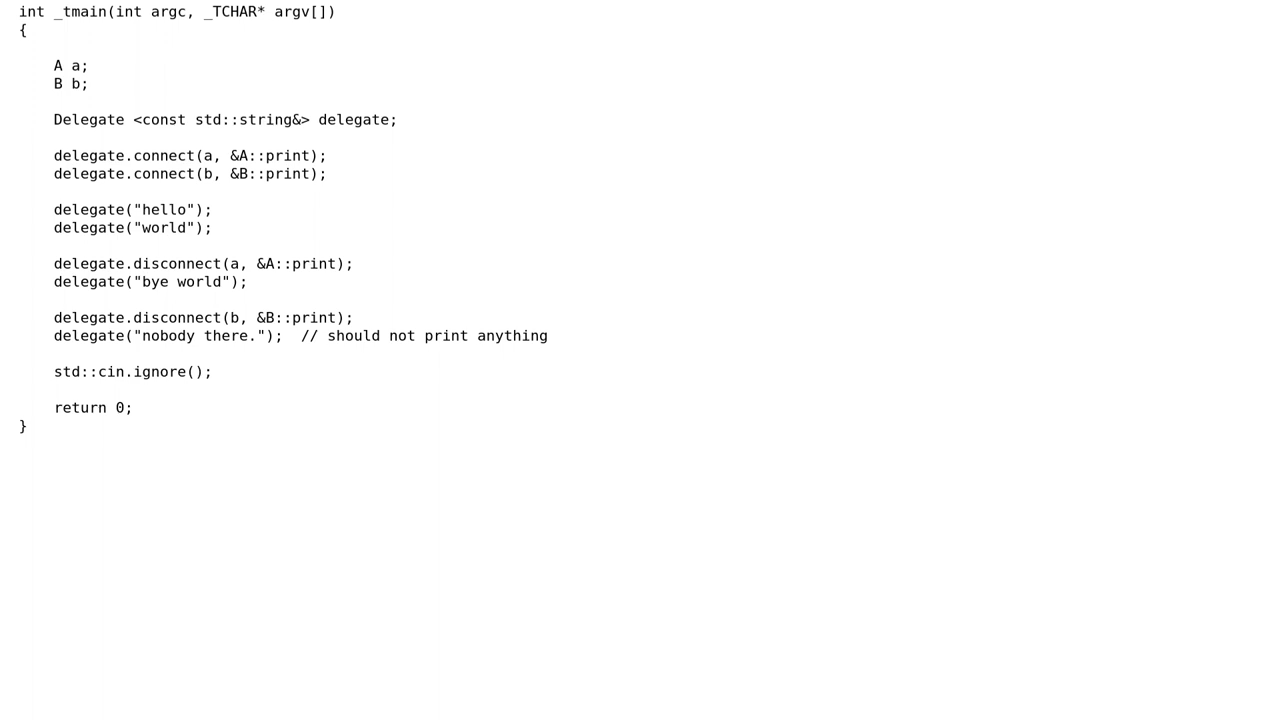 int _tmain(int argc, _TCHAR* argv[])
{
    A a;
    B b;
    Delegate <const std::string&> delegate;
    delegate.connect(a, &A::print);
    delegate.connect(b, &B::print);
    delegate("hello");
    delegate("world");
    delegate.disconnect(a, &A::print);
    delegate("bye world");
    delegate.disconnect(b, &B::print);
    delegate("nobody there.");  // should not print anything
    std::cin.ignore();
    return 0;
}